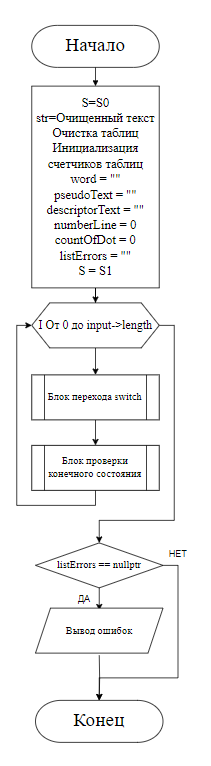 Начало
S=S0
str=Очищенный текст
Очистка таблиц
Инициализация
счетчиков таблиц
word = ""
pseudoText = ""
descriptorText = ""
numberLine = 0
countOfDot = 0
listErrors = ""
S = S1
I От 0 до input->length
Блок перехода switch
Блок проверки
конечного состояния
listErrors == nullptr
НЕТ
ДА
Вывод ошибок
Конец